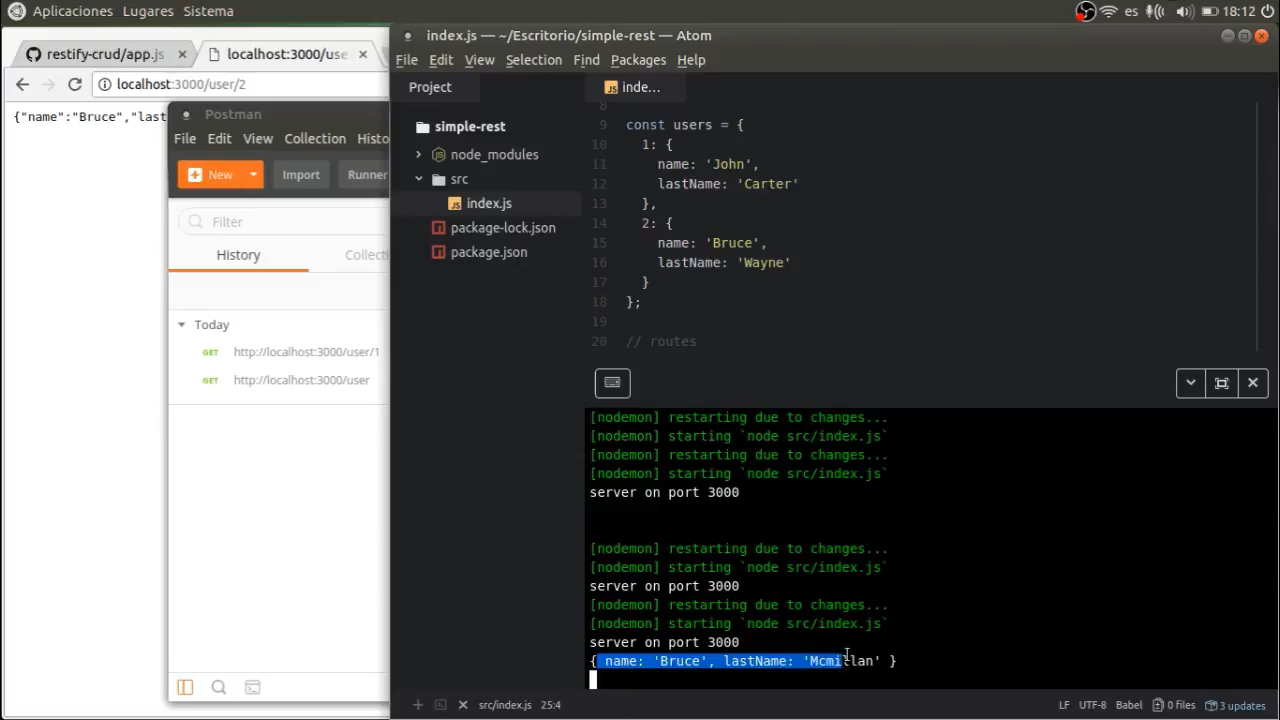 Aplicaciones Lugares Sistema
es 18:12
restify-crud/app.js
localhost:3000/use
localhost:3000/user/2
{"name":"Bruce","last
Postman
File Edit View Collection Histo
New Import Runner
Filter
History Collecti
Today
GET http://localhost:3000/user/1
GET http://localhost:3000/user
index.js — ~/Escritorio/simple-rest — Atom
File Edit View Selection Find Packages Help
Project
simple-rest
node_modules
src
index.js
package-lock.json
package.json
inde...
8
9 const users = {
10 1: {
11 name: 'John',
12 lastName: 'Carter'
13 },
14 2: {
15 name: 'Bruce',
16 lastName: 'Wayne'
17 }
18 };
19
20 // routes
[nodemon] restarting due to changes...
[nodemon] starting `node src/index.js`
[nodemon] restarting due to changes...
[nodemon] starting `node src/index.js`
server on port 3000
[nodemon] restarting due to changes...
[nodemon] starting `node src/index.js`
server on port 3000
[nodemon] restarting due to changes...
[nodemon] starting `node src/index.js`
server on port 3000
{ name: 'Bruce', lastName: 'Mcmillan' }
src/index.js 25:4
LF UTF-8 Babel 0 files 3 updates